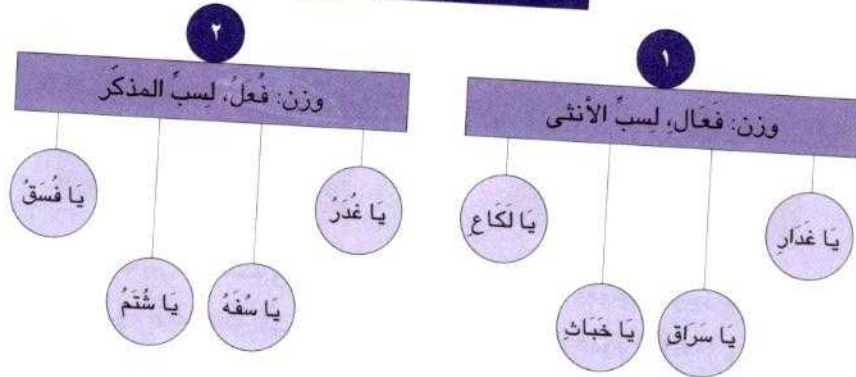 ١
وزن: فَعَالِ، لِسبِّ الأنثى
يَا غَدَارِ
يَا سَرَاقِ
يَا خَبَاثِ
يَا لَكَاعِ
٢
وزن: فُعَلُ، لِسبِّ المذكَّر
يَا غُدَرُ
يَا سُفَهُ
يَا شُتَمُ
يَا فُسَقُ